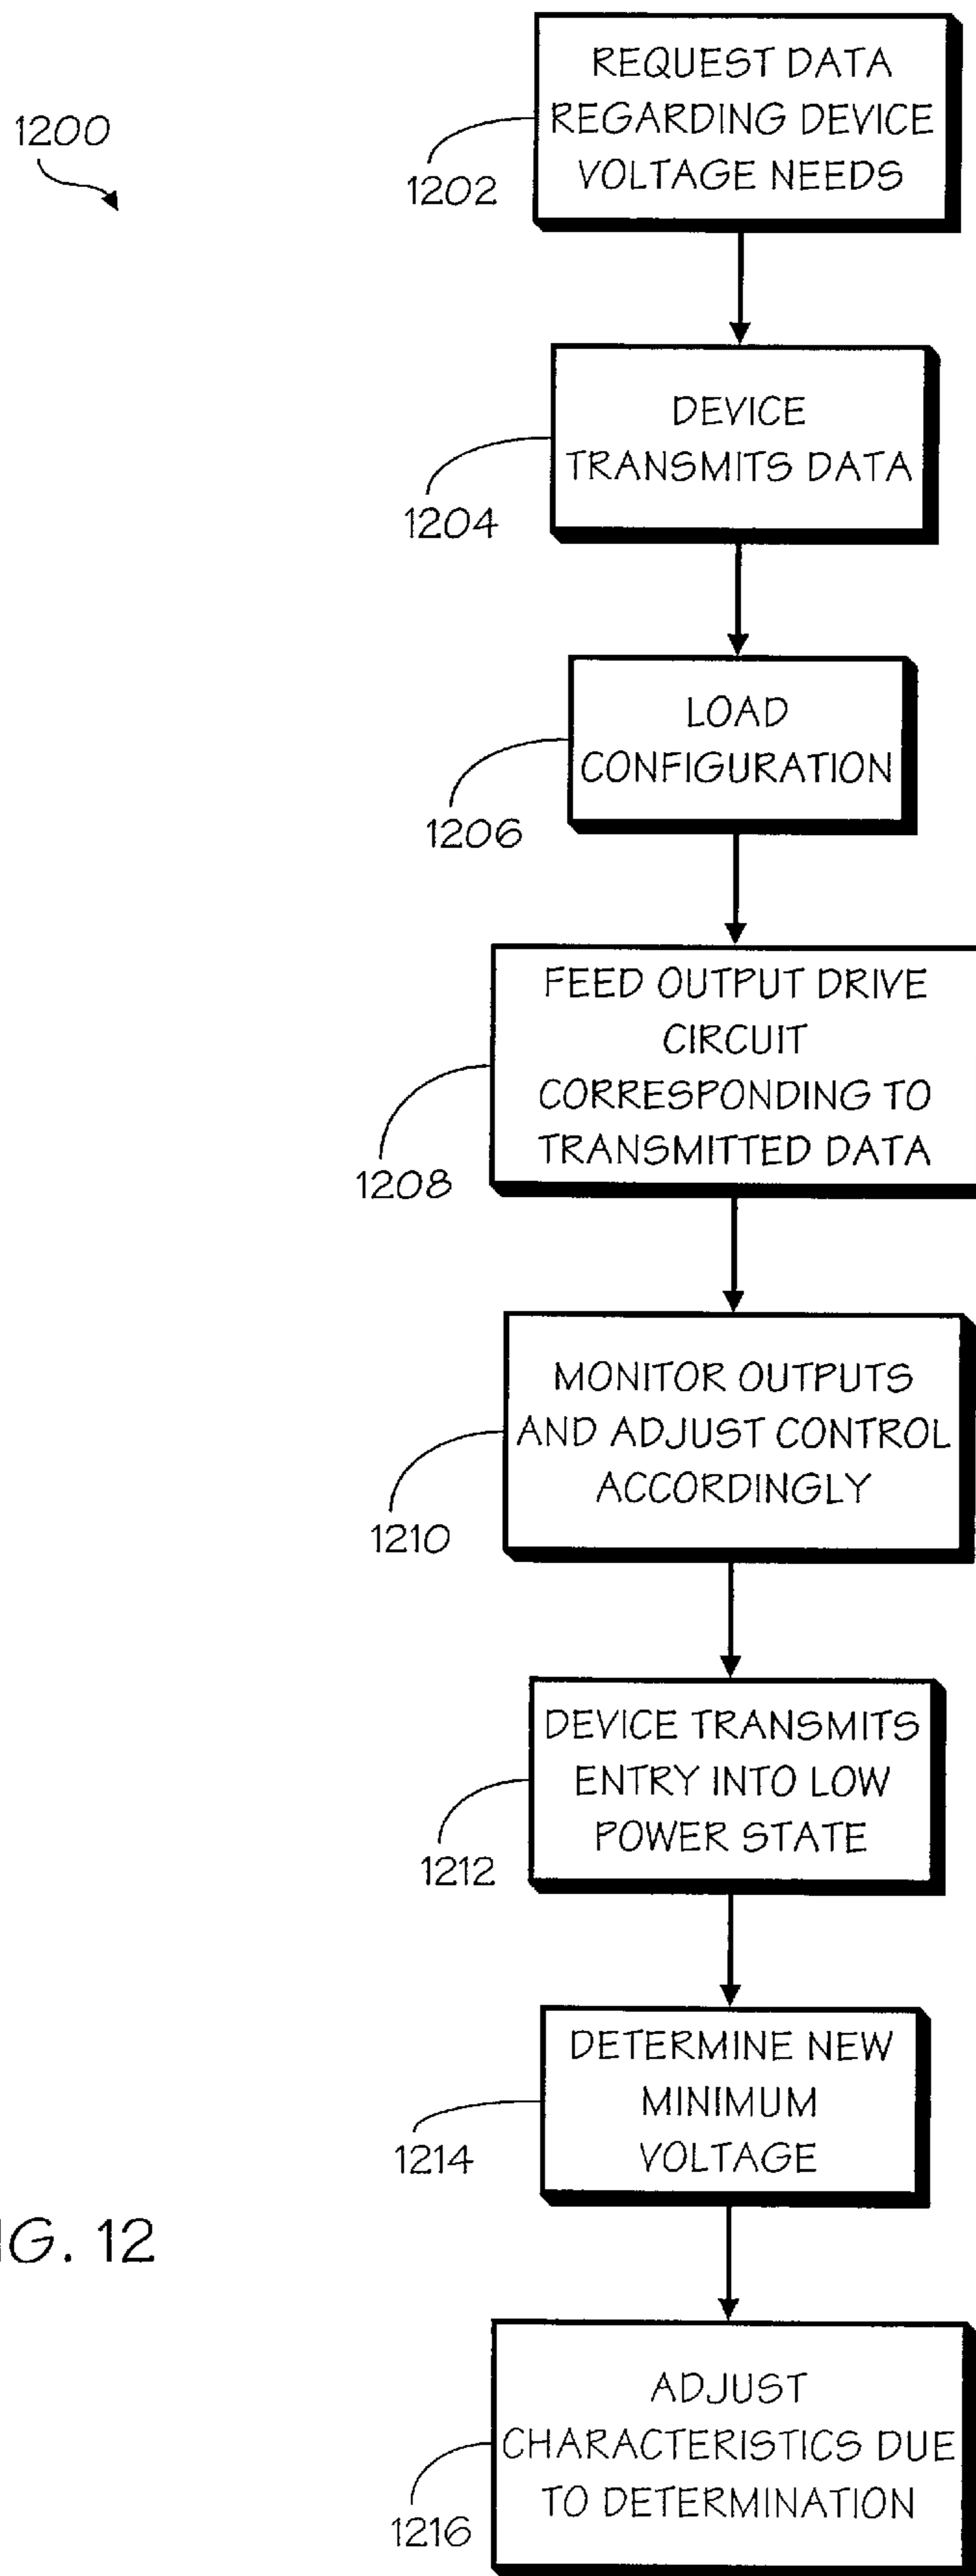 1200
REQUEST DATA
REGARDING DEVICE
VOLTAGE NEEDS
1202
DEVICE
TRANSMITS DATA
1204
LOAD
CONFIGURATION
1206
FEED OUTPUT DRIVE
CIRCUIT
CORRESPONDING TO
TRANSMITTED DATA
1208
MONITOR OUTPUTS
AND ADJUST CONTROL
ACCORDINGLY
1210
DEVICE TRANSMITS
ENTRY INTO LOW
POWER STATE
1212
DETERMINE NEW
MINIMUM
VOLTAGE
1214
G. 12
ADJUST
CHARACTERISTICS DUE
TO DETERMINATION
1216